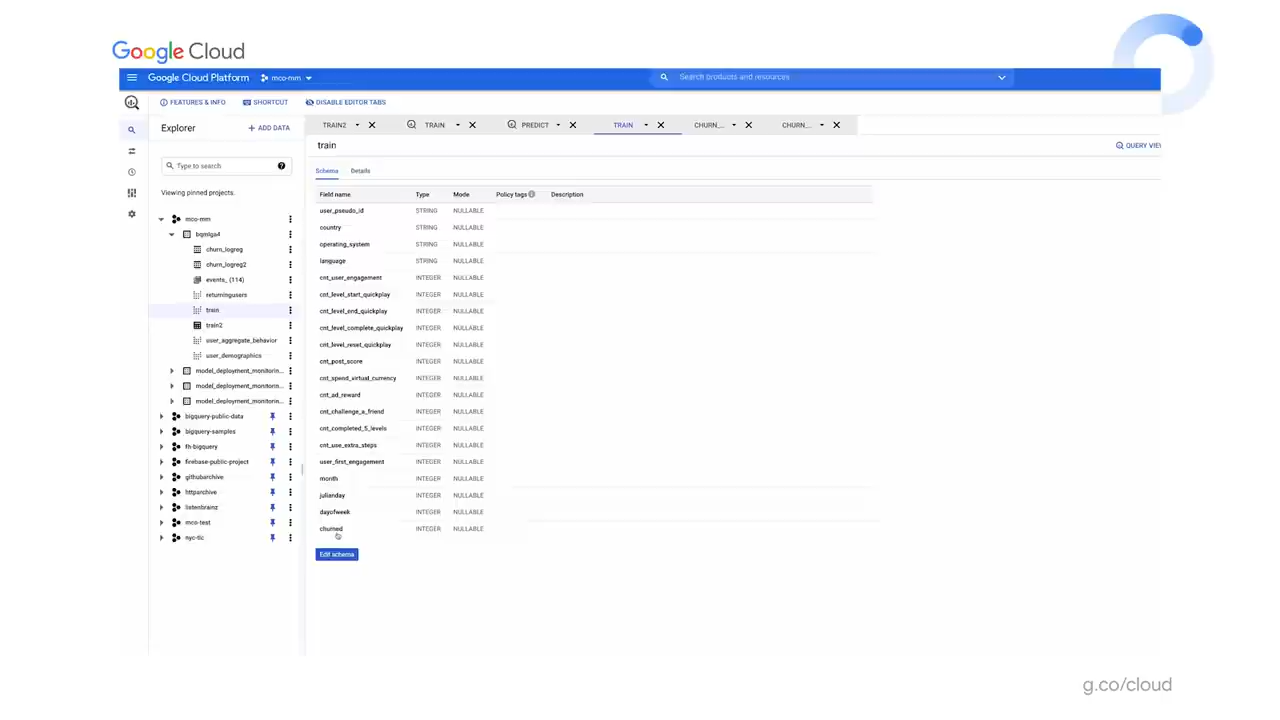 Google Cloud
Google Cloud Platform mco-mm Search products and resources
FEATURES & INFO SHORTCUT DISABLE EDITOR TABS
Explorer + ADD DATA TRAIN2 TRAIN PREDICT TRAIN CHURN_... CHURN_...
train QUERY VIEW
Type to search
Schema Details
Viewing pinned projects.
Field name Type Mode Policy tags Description
user_pseudo_id STRING NULLABLE
country STRING NULLABLE
operating_system STRING NULLABLE
language STRING NULLABLE
cnt_user_engagement INTEGER NULLABLE
cnt_level_start_quickplay INTEGER NULLABLE
cnt_level_end_quickplay INTEGER NULLABLE
cnt_level_complete_quickplay INTEGER NULLABLE
cnt_level_reset_quickplay INTEGER NULLABLE
cnt_post_score INTEGER NULLABLE
cnt_spend_virtual_currency INTEGER NULLABLE
cnt_ad_reward INTEGER NULLABLE
cnt_challenge_a_friend INTEGER NULLABLE
cnt_completed_5_levels INTEGER NULLABLE
cnt_use_extra_steps INTEGER NULLABLE
user_first_engagement INTEGER NULLABLE
month INTEGER NULLABLE
julianday INTEGER NULLABLE
dayofweek INTEGER NULLABLE
churned INTEGER NULLABLE
Edit schema
mco-mm
bqmlga4
churn_logreg
churn_logreg2
events_ (114)
returningusers
train
train2
user_aggregate_behavior
user_demographics
model_deployment_monitorin...
model_deployment_monitorin...
model_deployment_monitorin...
bigquery-public-data
bigquery-samples
fh-bigquery
firebase-public-project
githubarchive
httparchive
listenbrainz
mco-test
nyc-tlc
g.co/cloud